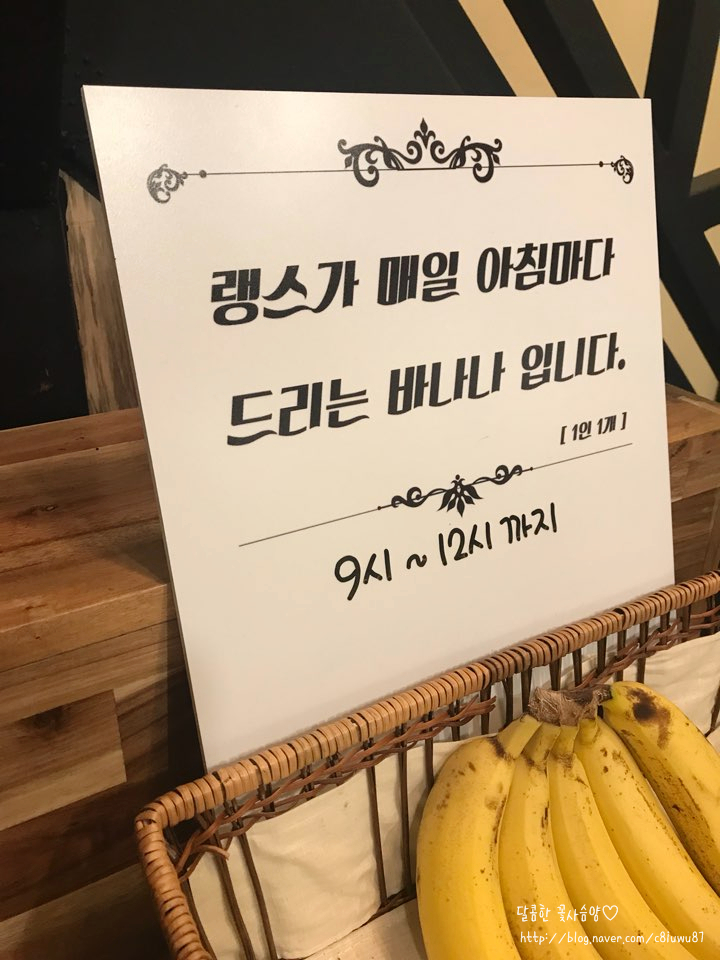 랭스가 매일 아침마다
드리는 바나나 입니다.
[ 1인 1개 ]
9시 ~ 12시 까지
달콤한 꽃사슴양♡
http://blog.naver.com/c8luwu87